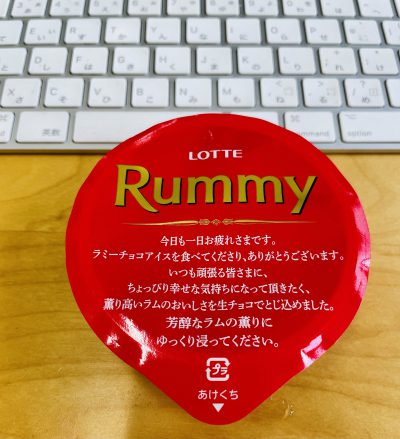 LOTTE
Rummy
今日も一日お疲れさまです。
ラミーチョコアイスを食べてくださり、ありがとうございます。
いつも頑張る皆さまに、
ちょっぴり幸せな気持ちになって頂きたく、
薫り高いラムのおいしさを生チョコでとじ込めました。
芳醇なラムの薫りに
ゆっくり浸ってください。
プラ
あけくち
英数
command
option